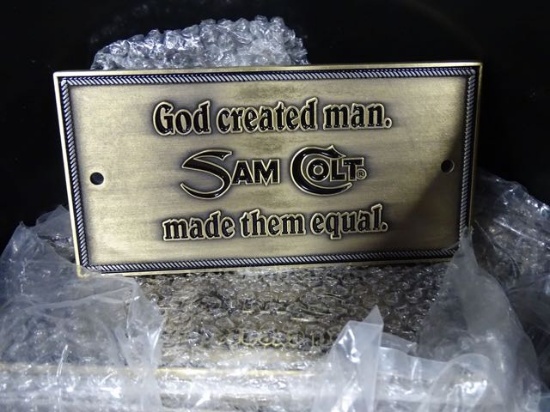 God created man.
SAM COLT®
made them equal.